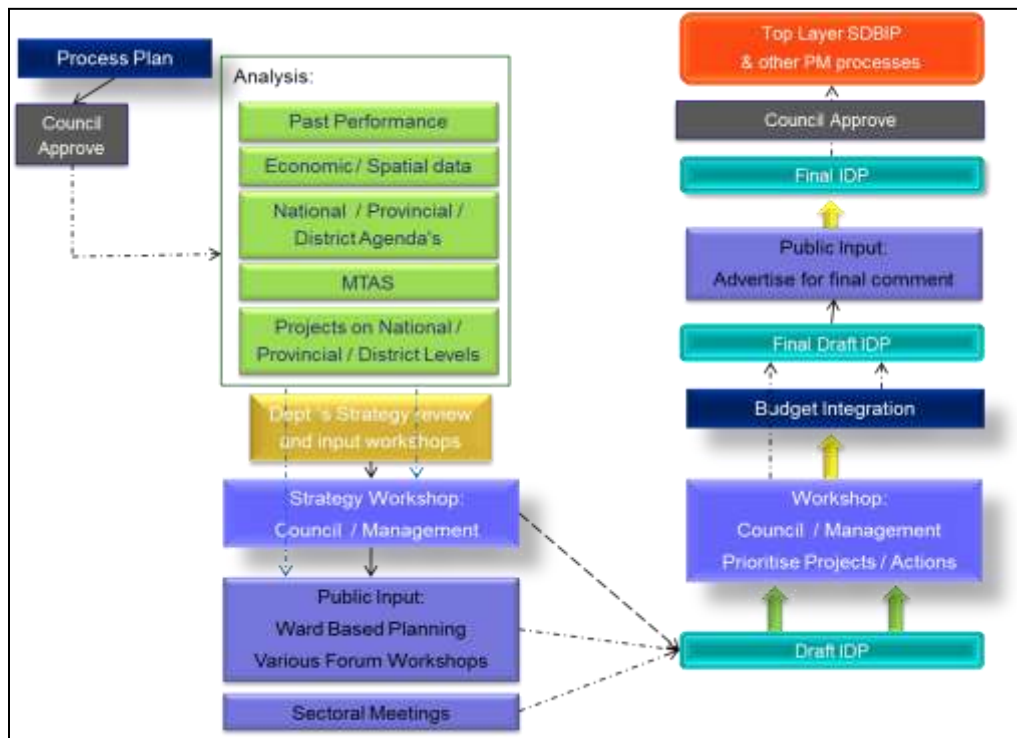 Process Plan
Council
Approve
Analysis:
Past Performance
Economic / Spatial data
National / Provincial /
District Agenda's
MTAS
Projects on National /
Provincial / District Levels
Dept `s Strategy review
and input workshops
Strategy Workshop:
Council / Management
Public Input:
Ward Based Planning
Various Forum Workshops
Sectoral Meetings
Top Layer SDBIP
& other PM processes
Council Approve
Final IDP
Public Input:
Advertise for final comment
Final Draft IDP
Budget Integration
Workshop:
Council / Management
Prioritise Projects / Actions
Draft IDP